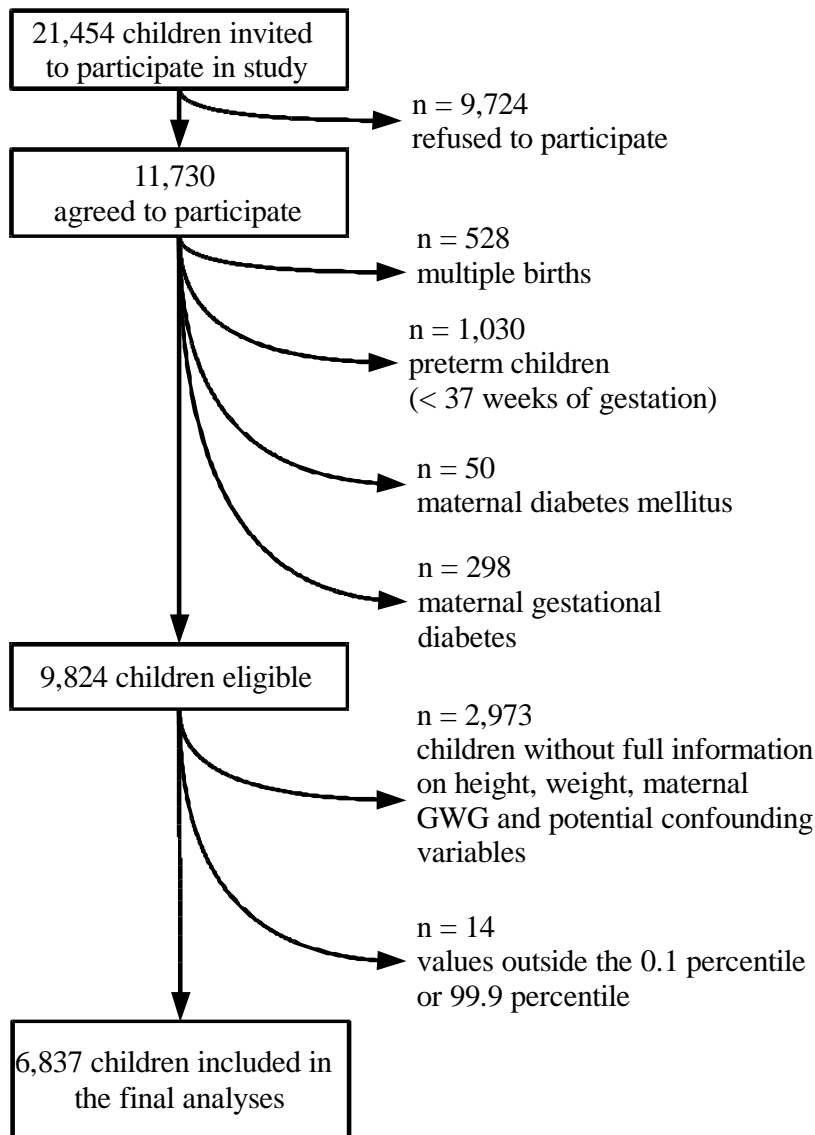 21,454 children invited
to participate in study
n = 9,724
refused to participate
11,730
agreed to participate
n = 528
multiple births
n = 1,030
preterm children
(< 37 weeks of gestation)
n = 50
maternal diabetes mellitus
n = 298
maternal gestational
diabetes
9,824 children eligible
n = 2,973
children without full information
on height, weight, maternal
GWG and potential confounding
variables
n = 14
values outside the 0.1 percentile
or 99.9 percentile
6,837 children included in
the final analyses